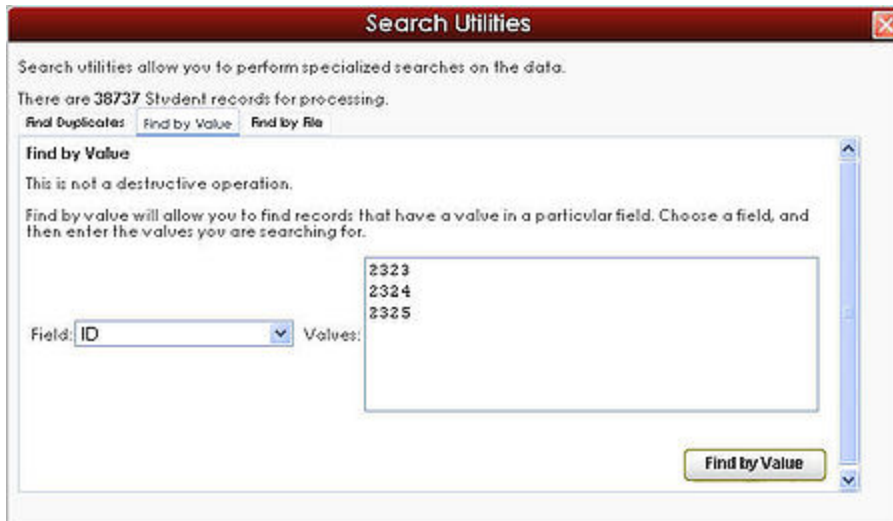 Search Utilities
Search utilities allow you to perform specialized searches on the data.
There are 38737 Student records for processing.
Find Duplicates Find by Value Find by File
Find by Value
This is not a destructive operation.
Find by value will allow you to find records that have a value in a particular field. Choose a field, and
then enter the values you are searching for.
2323
2324
2325
Field: ID Values:
Find by Value